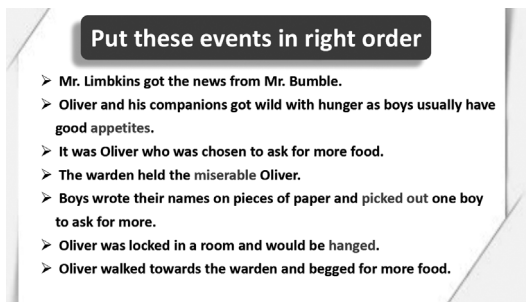 Put these events in right order
➤ Mr. Limbkins got the news from Mr. Bumble.
➤ Oliver and his companions got wild with hunger as boys usually have
good appetites.
➤ It was Oliver who was chosen to ask for more food.
➤ The warden held the miserable Oliver.
➤ Boys wrote their names on pieces of paper and picked out one boy
to ask for more.
➤ Oliver was locked in a room and would be hanged.
➤ Oliver walked towards the warden and begged for more food.